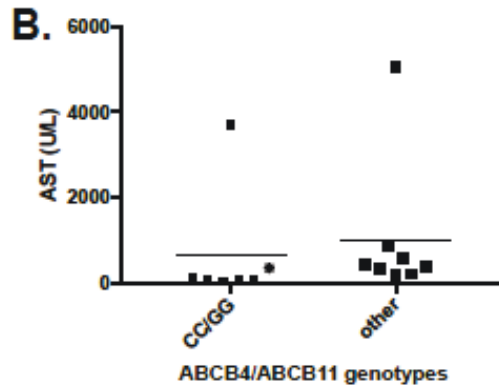 B.
6000
4000
2000
0
AST (U/L)
CC/GG
other
ABCB4/ABCB11 genotypes